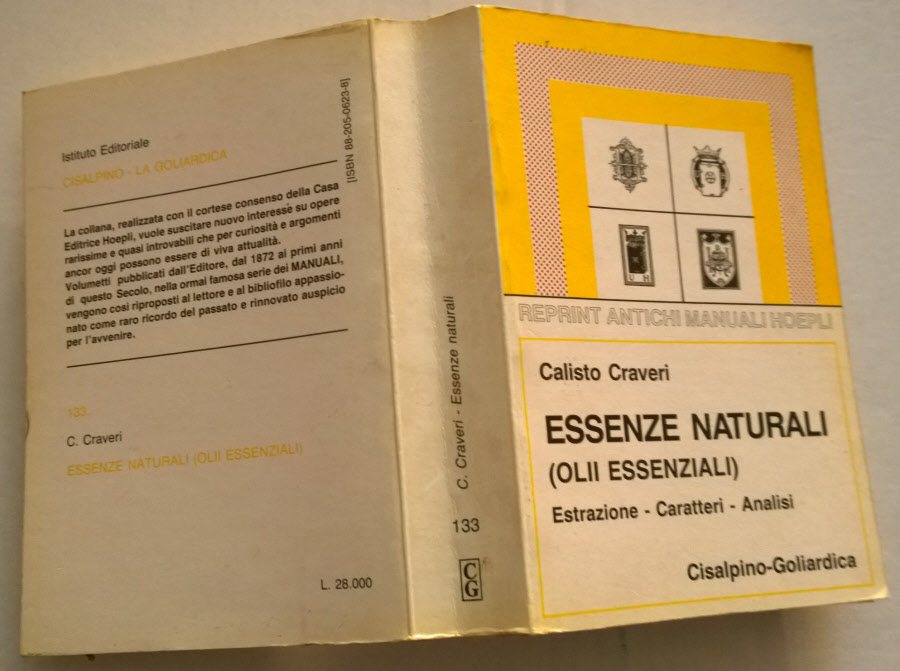 Istituto Editoriale
CISALPINO - LA GOLIARDICA
[ISBN 88-205-0623-8]
La collana, realizzata con il cortese consenso della Casa
Editrice Hoepli, vuole suscitare nuovo interesse su opere
rarissime e quasi introvabili che per curiosità e argomenti
ancor oggi possono essere di viva attualità.
Volumetti pubblicati dall'Editore, dal 1872 ai primi anni
di questo Secolo, nella ormai famosa serie dei MANUALI,
vengono così riproposti al lettore e al bibliofilo appassio-
nato come raro ricordo del passato e rinnovato auspicio
per l'avvenire.
133
C. Craveri
ESSENZE NATURALI (OLII ESSENZIALI)
L. 28.000
C. Craveri - Essenze naturali
133
CG
UH
REPRINT ANTICHI MANUALI HOEPLI
Calisto Craveri
ESSENZE NATURALI
(OLII ESSENZIALI)
Estrazione - Caratteri - Analisi
Cisalpino-Goliardica